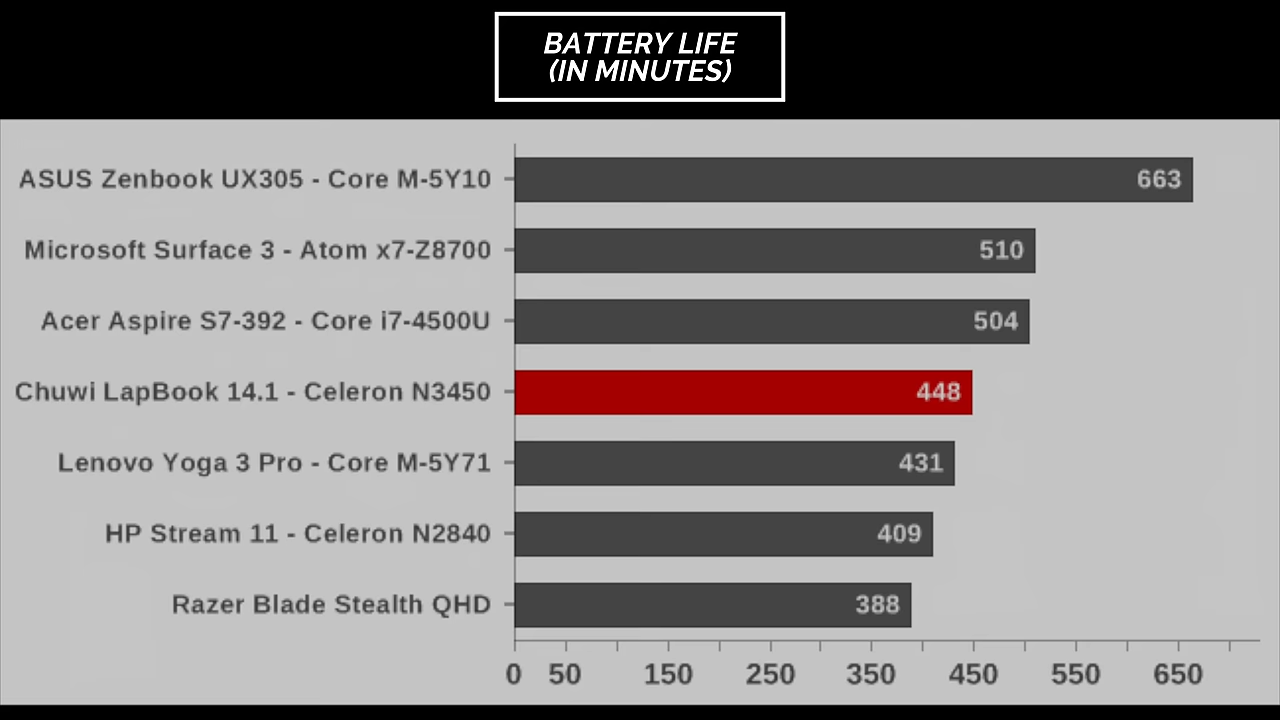 BATTERY LIFE
(IN MINUTES)
ASUS Zenbook UX305 - Core M-5Y10 663
Microsoft Surface 3 - Atom x7-Z8700 510
Acer Aspire S7-392 - Core i7-4500U 504
Chuwi LapBook 14.1 - Celeron N3450 448
Lenovo Yoga 3 Pro - Core M-5Y71 431
HP Stream 11 - Celeron N2840 409
Razer Blade Stealth QHD 388
0 50 150 250 350 450 550 650